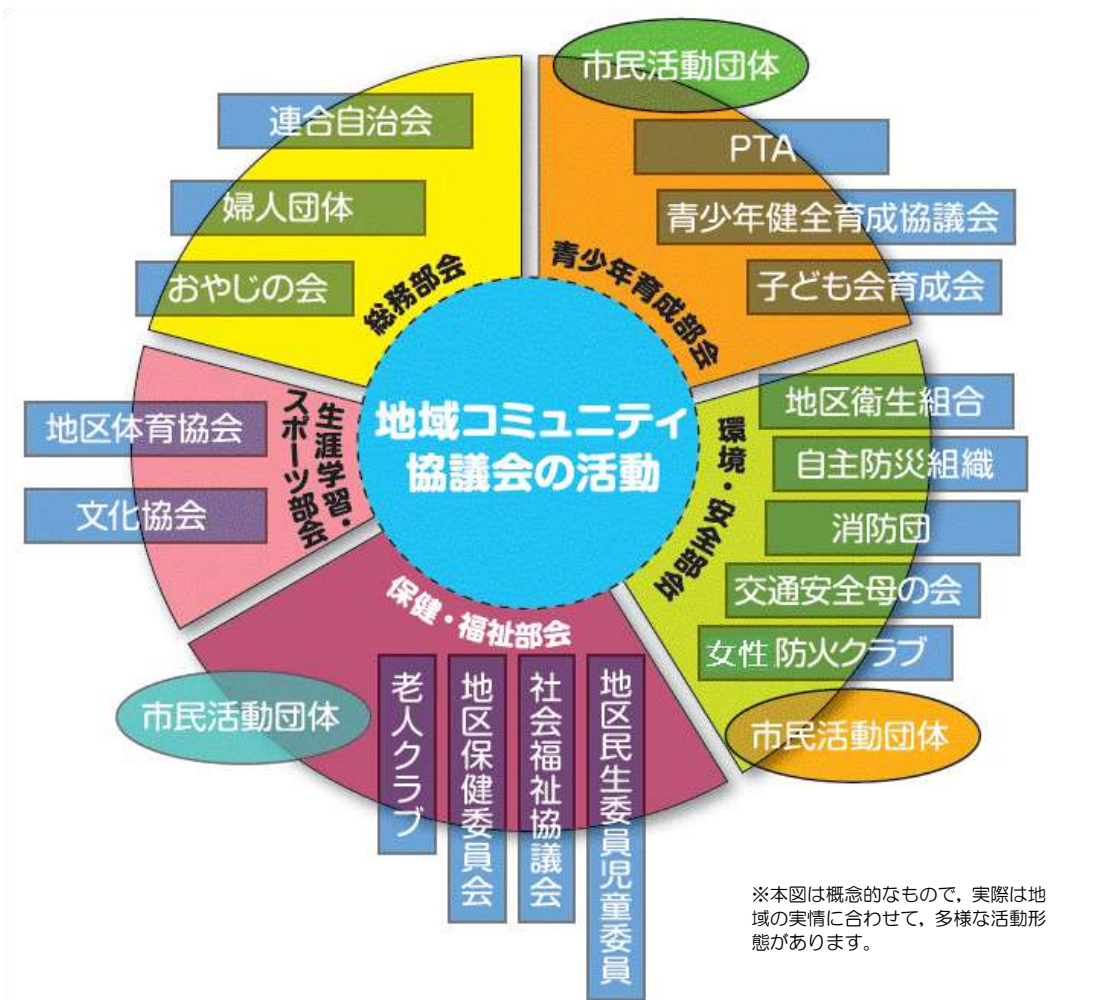 市民活動団体
連合自治会
婦人団体
おやじの会
総務部会
PTA
青少年健全育成協議会
子ども会育成会
青少年育成部会
地域コミュニティ
協議会の活動
地区体育協会
文化協会
生涯学習・
スポーツ部会
地区衛生組合
自主防災組織
消防団
交通安全母の会
女性 防火クラブ
環境・安全部会
市民活動団体
保健・福祉部会
市民活動団体
老人クラブ
地区保健委員会
社会福祉協議会
地区民生委員児童委員
※本図は概念的なもので，実際は地
域の実情に合わせて，多様な活動形
態があります。